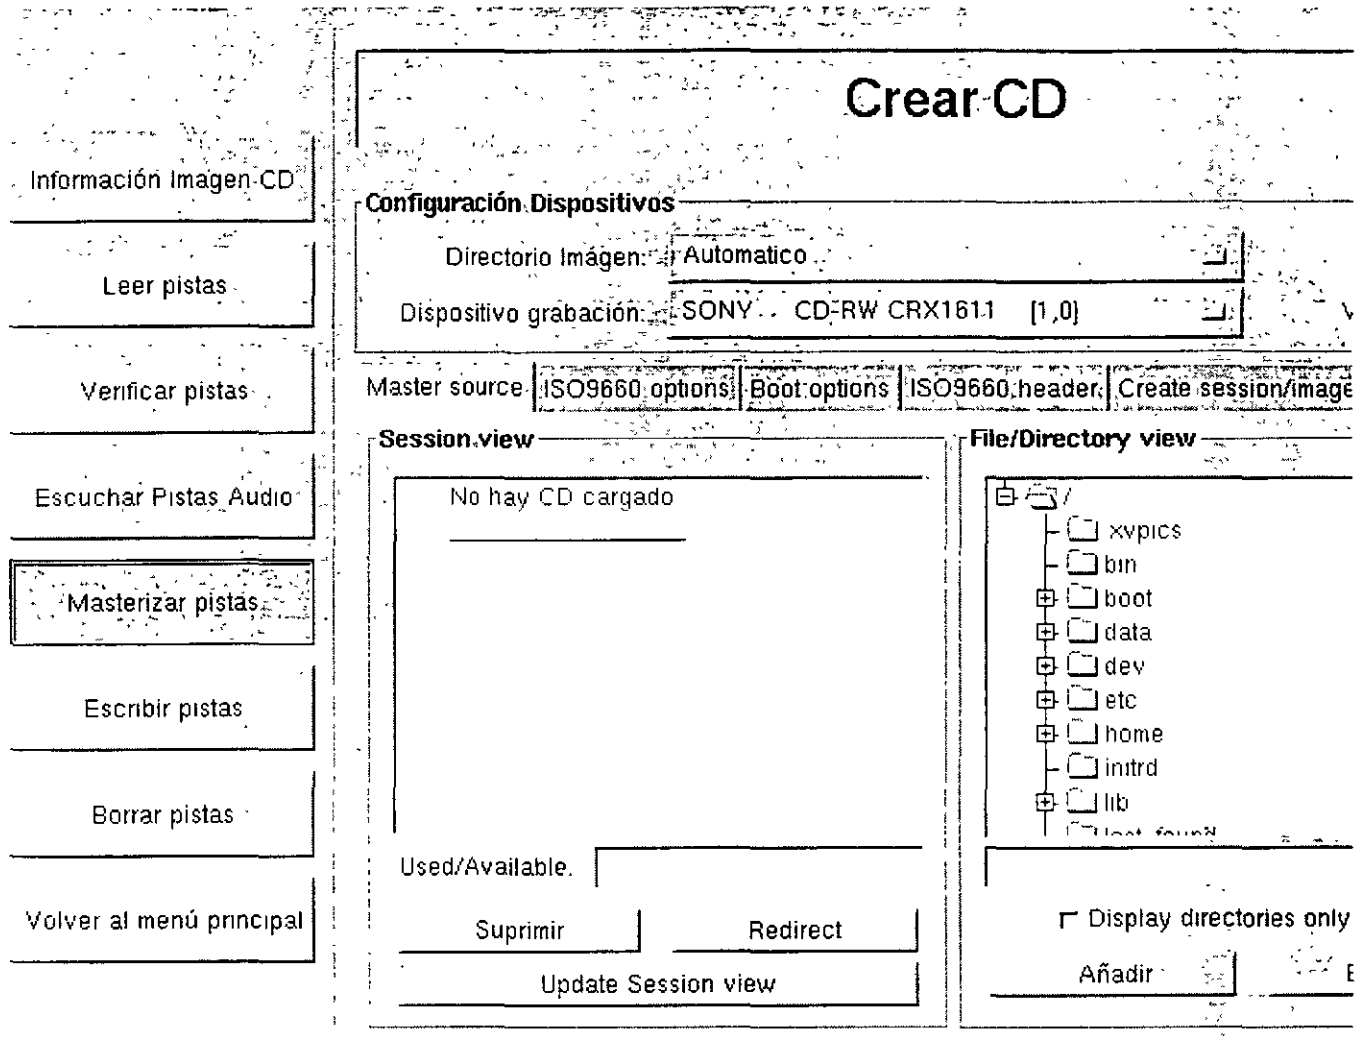 Crear CD
Información Imagen CD
Leer pistas
Verificar pistas
Escuchar Pistas Audio
Masterizar pistas
Escribir pistas
Borrar pistas
Volver al menú principal
Configuración Dispositivos
Directorio Imágen: Automatico
Dispositivo grabación: SONY CD-RW CRX1611 [1,0]
Master source ISO9660 options Boot options ISO9660 header Create session/image
Session view
No hay CD cargado
Used/Available.
Suprimir Redirect
Update Session view
File/Directory view
/
xvpics
bin
boot
data
dev
etc
home
initrd
lib
Display directories only
Añadir